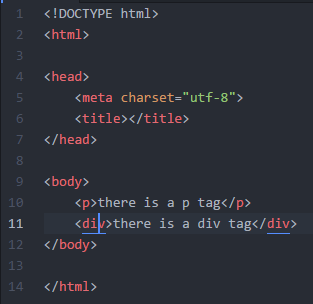 1 <!DOCTYPE html>
2 <html>
3
4 <head>
5     <meta charset="utf-8">
6     <title></title>
7 </head>
8
9 <body>
10     <p>there is a p tag</p>
11     <div>there is a div tag</div>
12 </body>
13
14 </html>